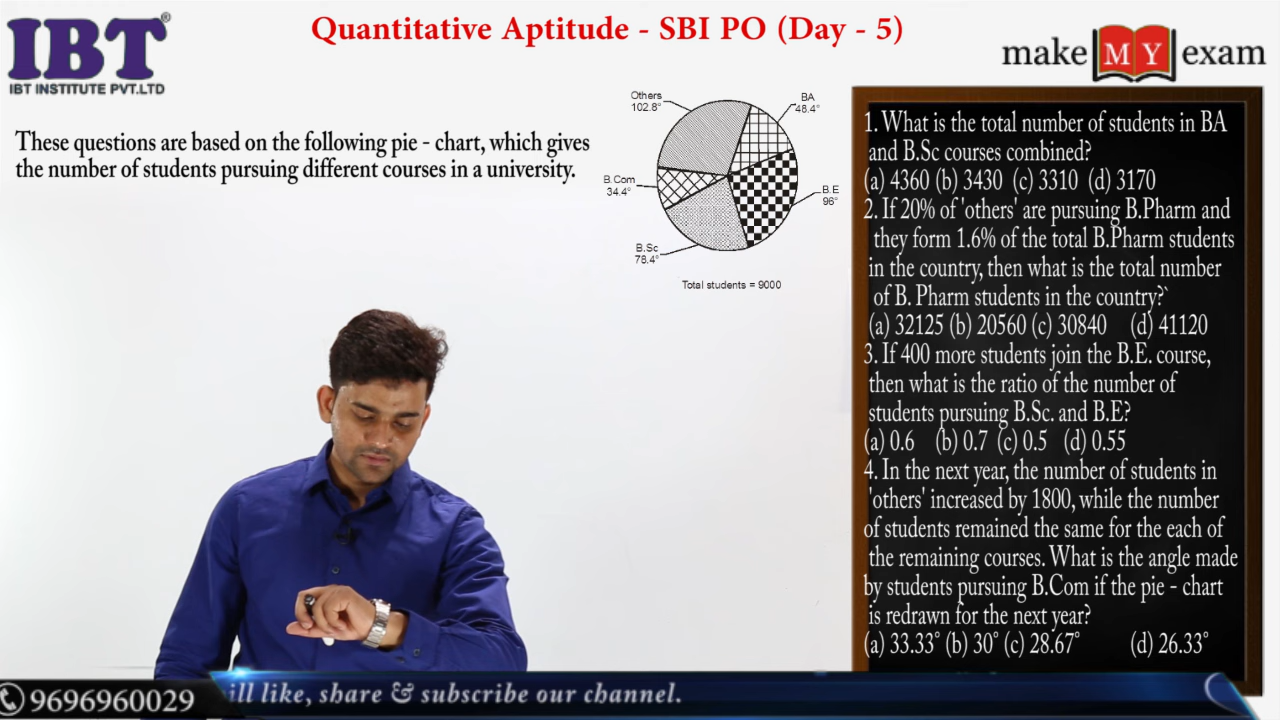 IBT®
IBT INSTITUTE PVT.LTD
Quantitative Aptitude - SBI PO (Day - 5)
make MY exam
These questions are based on the following pie - chart, which gives
the number of students pursuing different courses in a university.
Others
102.8°
BA
48.4°
B.Com
34.4°
B.E
96°
B.Sc
78.4°
Total students = 9000
1. What is the total number of students in BA
and B.Sc courses combined?
(a) 4360 (b) 3430 (c) 3310 (d) 3170
2. If 20% of 'others' are pursuing B.Pharm and
they form 1.6% of the total B.Pharm students
in the country, then what is the total number
of B. Pharm students in the country?`
(a) 32125 (b) 20560 (c) 30840 (d) 41120
3. If 400 more students join the B.E. course,
then what is the ratio of the number of
students pursuing B.Sc. and B.E?
(a) 0.6 (b) 0.7 (c) 0.5 (d) 0.55
4. In the next year, the number of students in
'others' increased by 1800, while the number
of students remained the same for the each of
the remaining courses. What is the angle made
by students pursuing B.Com if the pie - chart
is redrawn for the next year?
(a) 33.33° (b) 30° (c) 28.67° (d) 26.33°
9696960029
ill like, share & subscribe our channel.